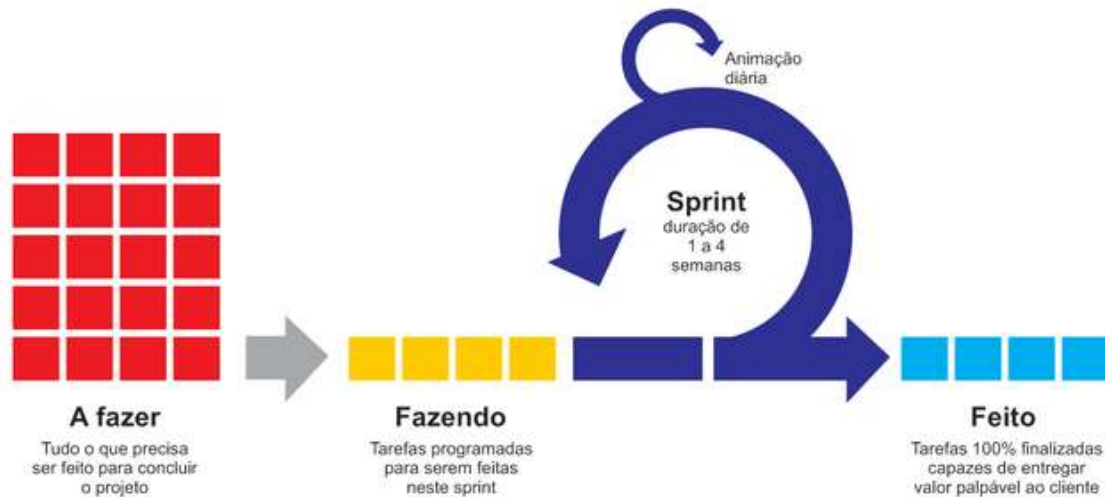 Animação
diária
Sprint
duração de
1 a 4
semanas
A fazer
Tudo o que precisa
ser feito para concluir
o projeto
Fazendo
Tarefas programadas
para serem feitas
neste sprint
Feito
Tarefas 100% finalizadas
capazes de entregar
valor palpável ao cliente